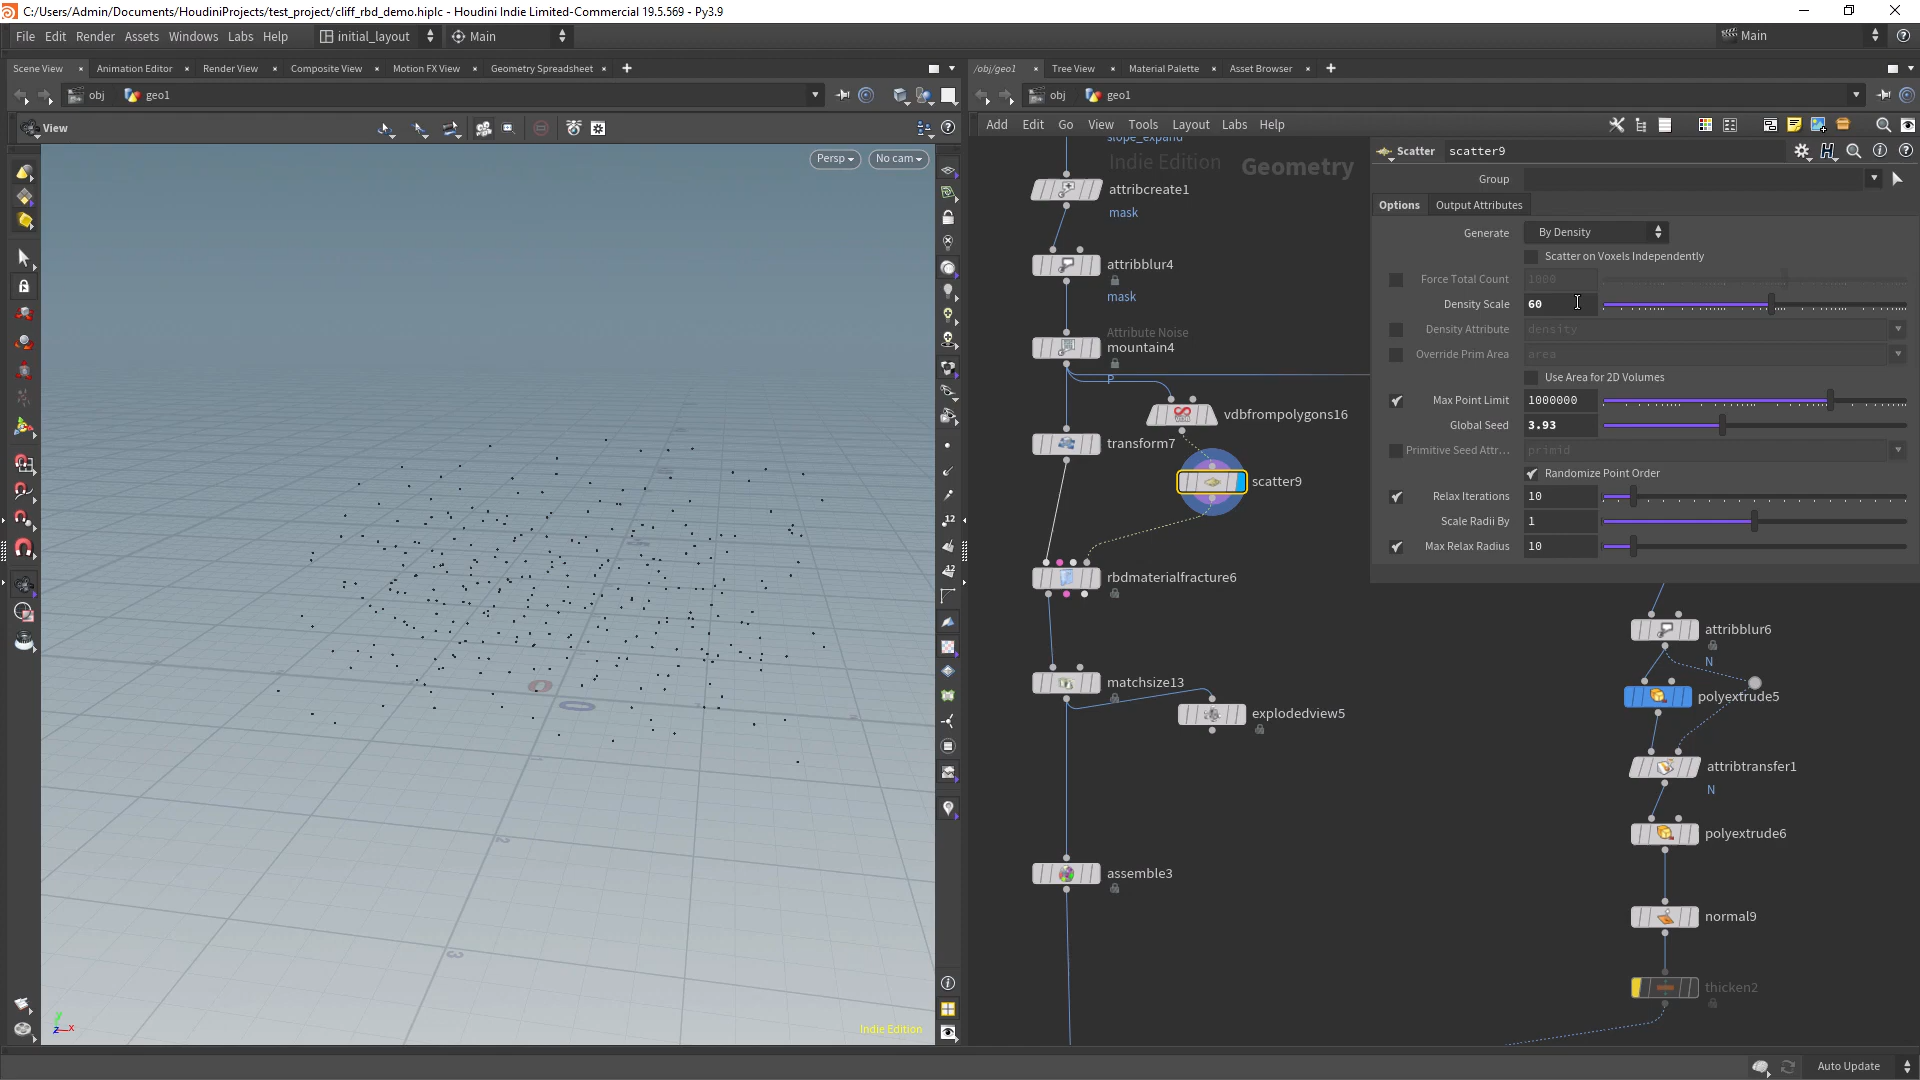 C:/Users/Admin/Documents/HoudiniProjects/test_project/cliff_rbd_demo.hiplc - Houdini Indie Limited-Commercial 19.5.569 - Py3.9
File Edit Render Assets Windows Labs Help initial_layout Main Main
Scene View Animation Editor Render View Composite View Motion FX View Geometry Spreadsheet
/obj/geo1 Tree View Material Palette Asset Browser
obj geo1
obj geo1
View
Add Edit Go View Tools Layout Labs Help
Persp No cam
Indie Edition
Geometry
slope_expand
attribcreate1
mask
attribblur4
mask
Attribute Noise
mountain4
P
vdbfrompolygons16
transform7
scatter9
rbdmaterialfracture6
matchsize13
explodedview5
assemble3
Scatter scatter9
Group
Options Output Attributes
Generate By Density
Scatter on Voxels Independently
Force Total Count 1000
Density Scale 60
Density Attribute density
Override Prim Area area
Use Area for 2D Volumes
Max Point Limit 1000000
Global Seed 3.93
Primitive Seed Attr... primid
Randomize Point Order
Relax Iterations 10
Scale Radii By 1
Max Relax Radius 10
attribblur6
N
polyextrude5
attribtransfer1
N
polyextrude6
normal9
thicken2
12
12
0
0
2
3
y
z x
Indie Edition
Auto Update